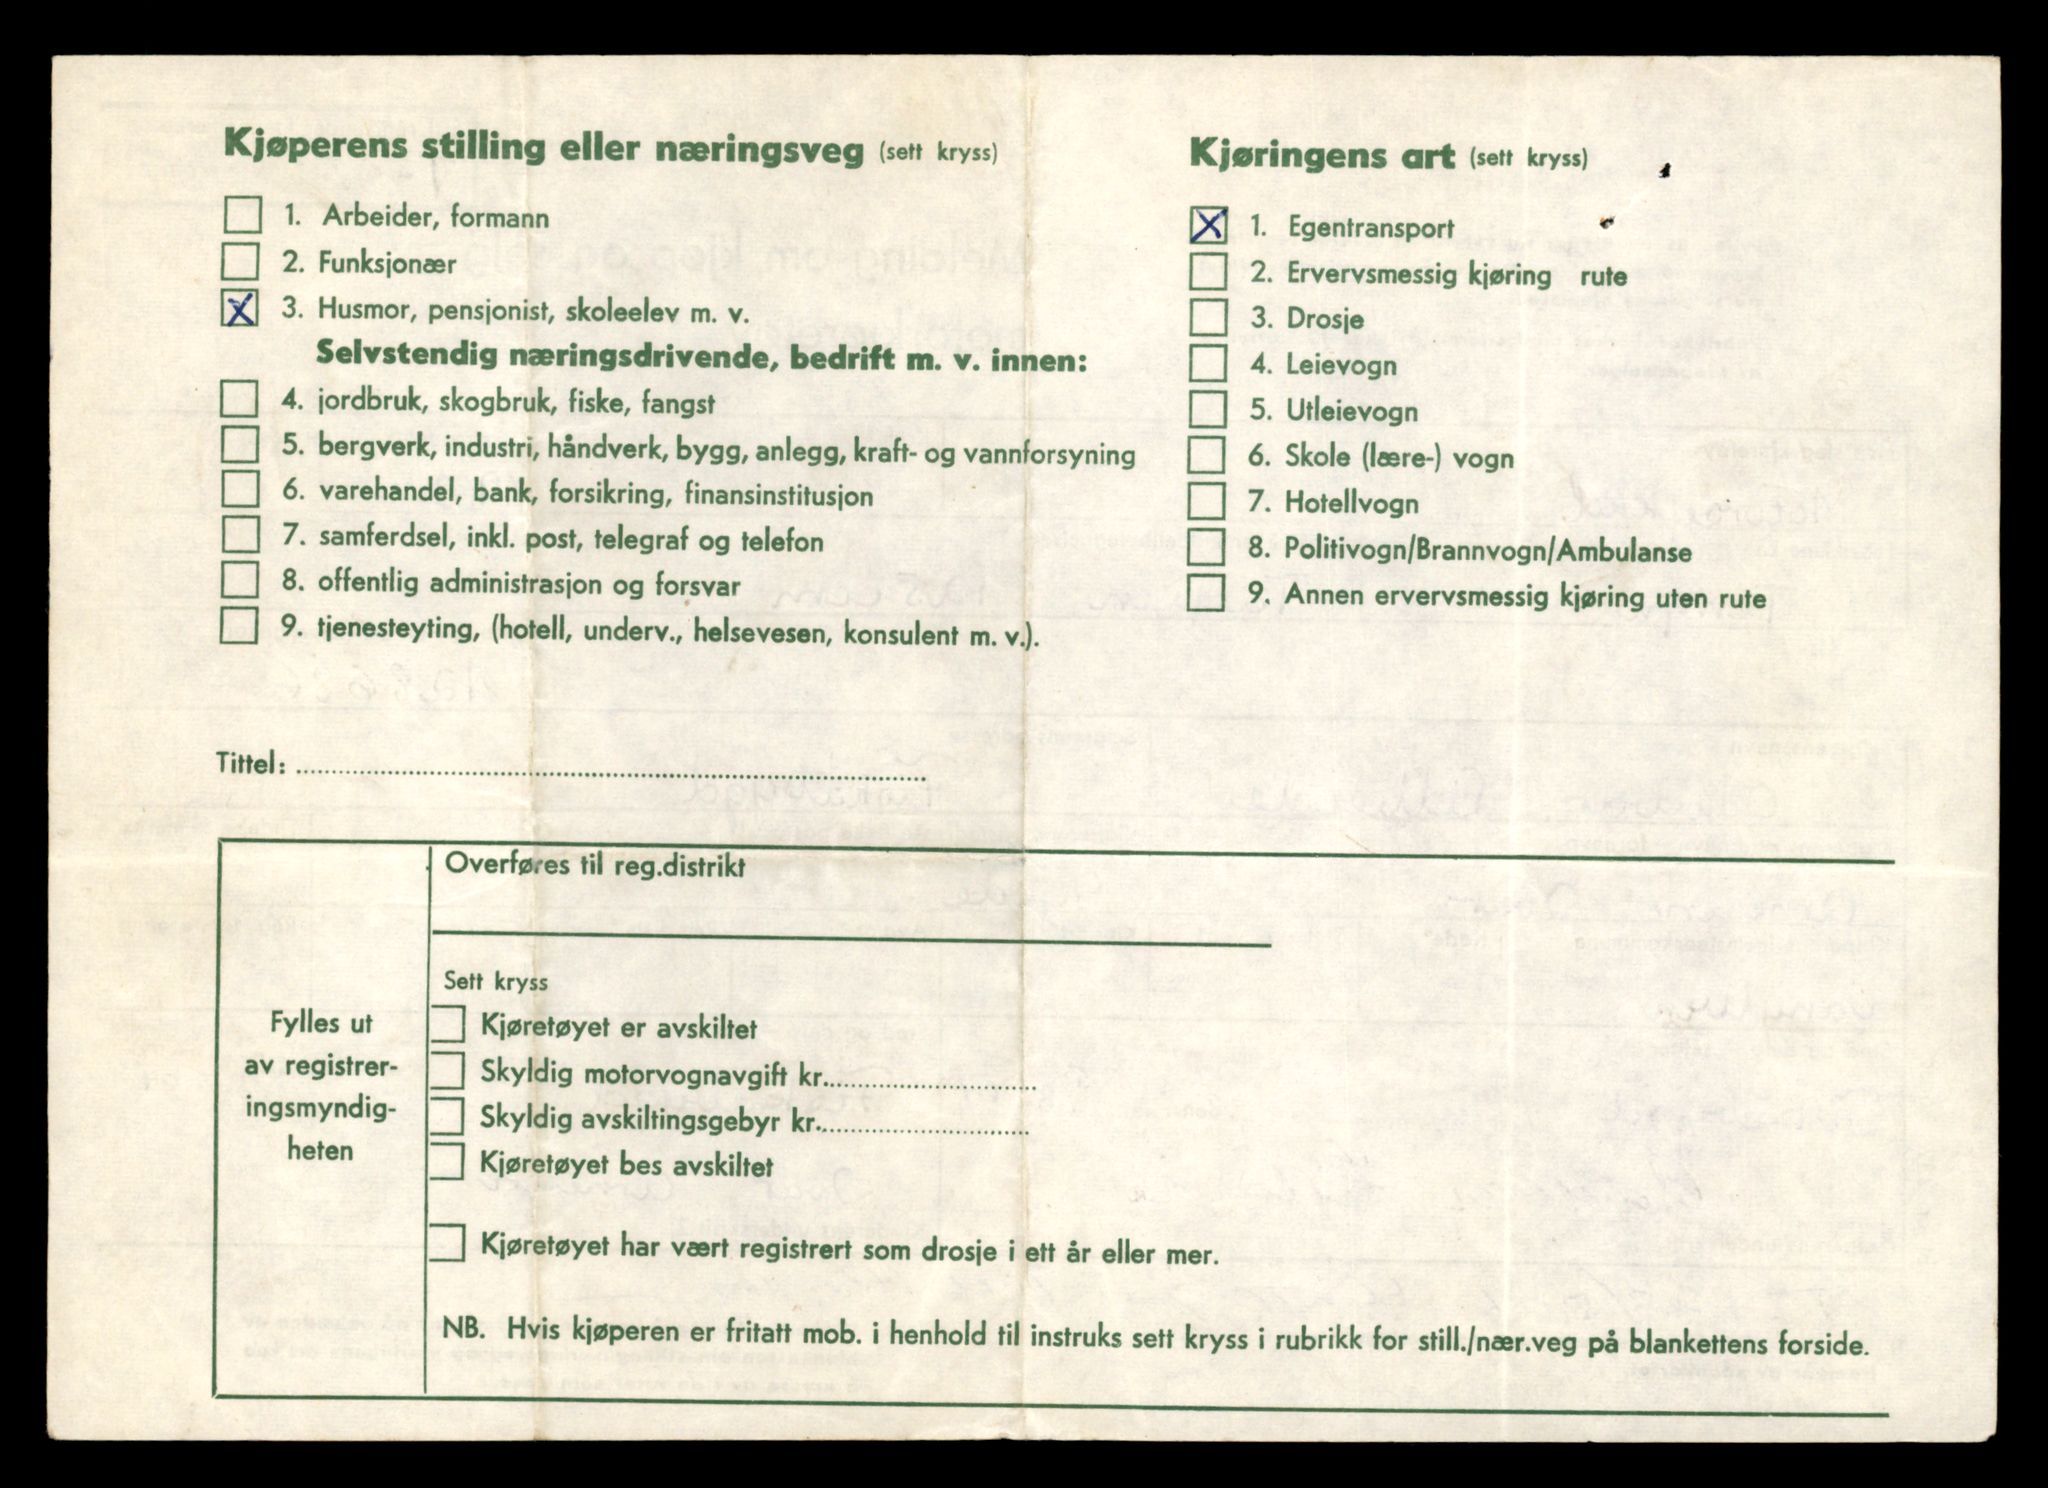 Kjøperens stilling eller næringsveg (sett kryss)
1. Arbeider, formann
2. Funksjonær
X 3. Husmor, pensjonist, skoleelev m. v.
Selvstendig næringsdrivende, bedrift m. v. innen:
4. jordbruk, skogbruk, fiske, fangst
5. bergverk, industri, håndverk, bygg, anlegg, kraft- og vannforsyning
6. varehandel, bank, forsikring, finansinstitusjon
7. samferdsel, inkl. post, telegraf og telefon
8. offentlig administrasjon og forsvar
9. tjenesteyting, (hotell, underv., helsevesen, konsulent m. v.).
Kjøringens art (sett kryss)
X 1. Egentransport
2. Ervervsmessig kjøring rute
3. Drosje
4. Leievogn
5. Utleievogn
6. Skole (lære-) vogn
7. Hotellvogn
8. Politivogn/Brannvogn/Ambulanse
9. Annen ervervsmessig kjøring uten rute
Tittel:
Fylles ut
av registrer-
ingsmyndig-
heten
Overføres til reg.distrikt
Sett kryss
Kjøretøyet er avskiltet
Skyldig motorvognavgift kr.
Skyldig avskiltingsgebyr kr.
Kjøretøyet bes avskiltet
Kjøretøyet har vært registrert som drosje i ett år eller mer.
NB. Hvis kjøperen er fritatt mob. i henhold til instruks sett kryss i rubrikk for still./nær.veg på blankettens forside.